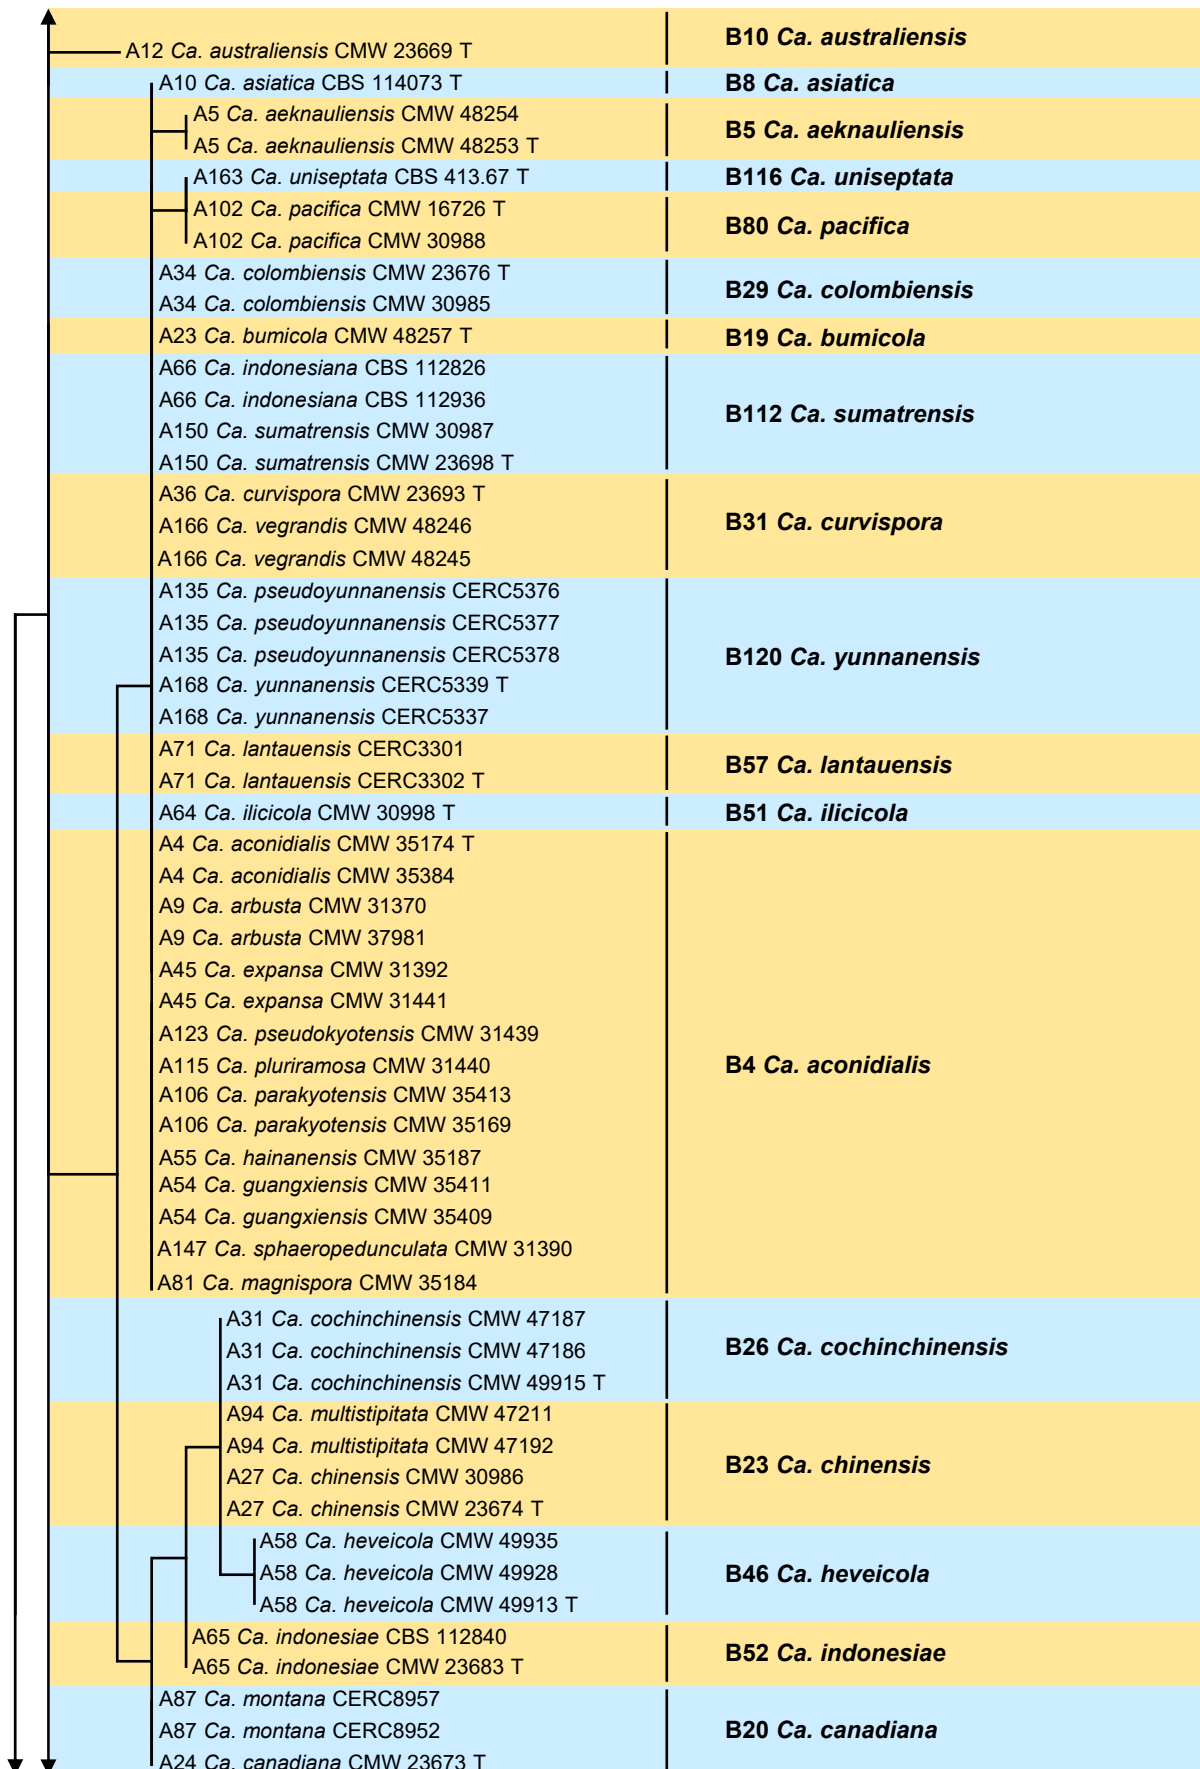 B10 Ca. australiensis
A12 Ca. australiensis CMW 23669 T
A10 Ca. asiatica CBS 114073 T
B8 Ca. asiatica
A5 Ca. aeknauliensis CMW 48254
A5 Ca. aeknauliensis CMW 48253 T
B5 Ca. aeknauliensis
A163 Ca. uniseptata CBS 413.67 T
B116 Ca. uniseptata
A102 Ca. pacifica CMW 16726 T
A102 Ca. pacifica CMW 30988
B80 Ca. pacifica
A34 Ca. colombiensis CMW 23676 T
A34 Ca. colombiensis CMW 30985
B29 Ca. colombiensis
A23 Ca. bumicola CMW 48257 T
B19 Ca. bumicola
A66 Ca. indonesiana CBS 112826
A66 Ca. indonesiana CBS 112936
A150 Ca. sumatrensis CMW 30987
A150 Ca. sumatrensis CMW 23698 T
B112 Ca. sumatrensis
A36 Ca. curvispora CMW 23693 T
A166 Ca. vegrandis CMW 48246
A166 Ca. vegrandis CMW 48245
B31 Ca. curvispora
A135 Ca. pseudoyunnanensis CERC5376
A135 Ca. pseudoyunnanensis CERC5377
A135 Ca. pseudoyunnanensis CERC5378
A168 Ca. yunnanensis CERC5339 T
A168 Ca. yunnanensis CERC5337
B120 Ca. yunnanensis
A71 Ca. lantauensis CERC3301
A71 Ca. lantauensis CERC3302 T
B57 Ca. lantauensis
A64 Ca. ilicicola CMW 30998 T
B51 Ca. ilicicola
A4 Ca. aconidialis CMW 35174 T
A4 Ca. aconidialis CMW 35384
A9 Ca. arbusta CMW 31370
A9 Ca. arbusta CMW 37981
A45 Ca. expansa CMW 31392
A45 Ca. expansa CMW 31441
A123 Ca. pseudokyotensis CMW 31439
A115 Ca. pluriramosa CMW 31440
A106 Ca. parakyotensis CMW 35413
A106 Ca. parakyotensis CMW 35169
A55 Ca. hainanensis CMW 35187
A54 Ca. guangxiensis CMW 35411
A54 Ca. guangxiensis CMW 35409
A147 Ca. sphaeropedunculata CMW 31390
A81 Ca. magnispora CMW 35184
B4 Ca. aconidialis
A31 Ca. cochinchinensis CMW 47187
A31 Ca. cochinchinensis CMW 47186
A31 Ca. cochinchinensis CMW 49915 T
B26 Ca. cochinchinensis
A94 Ca. multistipitata CMW 47211
A94 Ca. multistipitata CMW 47192
A27 Ca. chinensis CMW 30986
A27 Ca. chinensis CMW 23674 T
B23 Ca. chinensis
A58 Ca. heveicola CMW 49935
A58 Ca. heveicola CMW 49928
A58 Ca. heveicola CMW 49913 T
B46 Ca. heveicola
A65 Ca. indonesiae CBS 112840
A65 Ca. indonesiae CMW 23683 T
B52 Ca. indonesiae
A87 Ca. montana CERC8957
A87 Ca. montana CERC8952
A24 Ca. canadiana CMW 23673 T
B20 Ca. canadiana